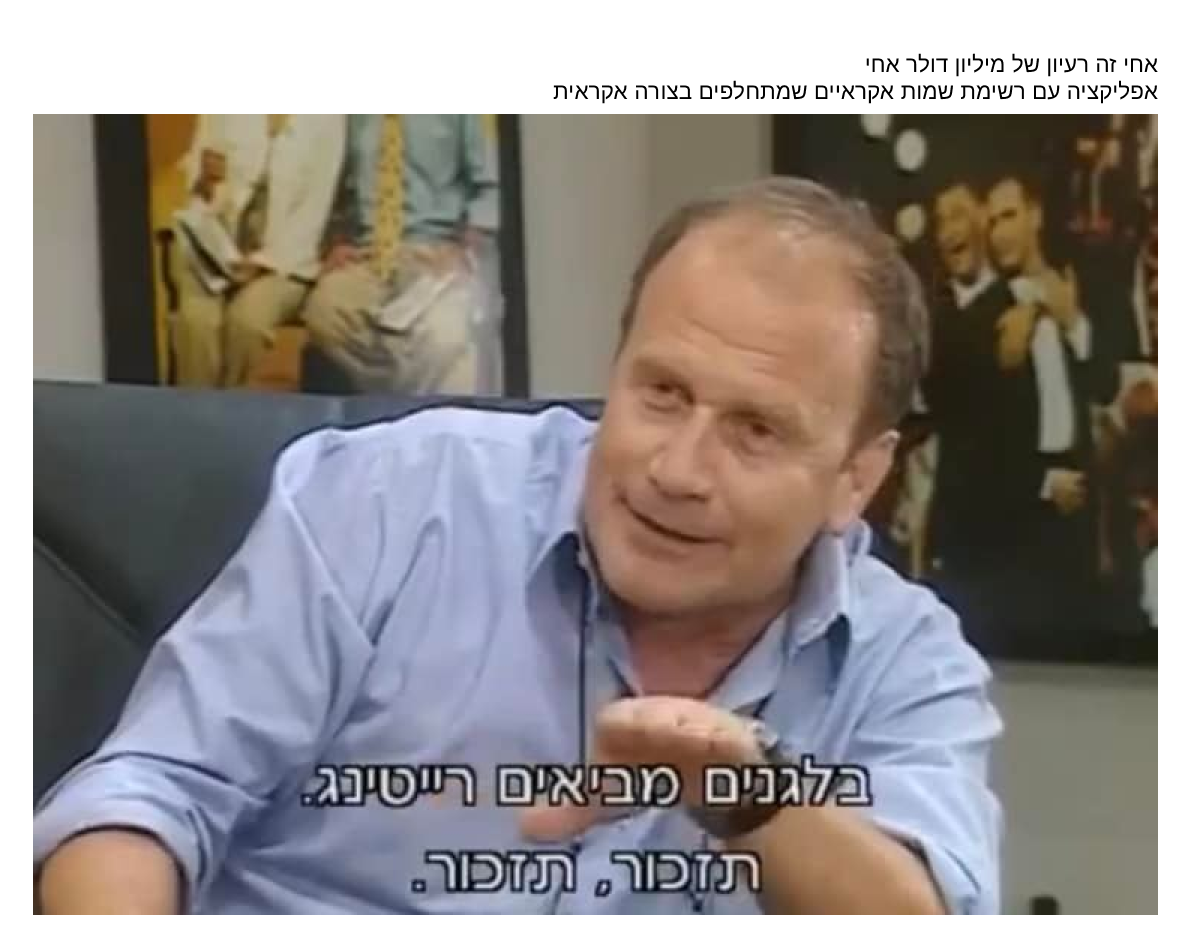 אחי זה רעיון של מיליון דולר אחי
אפליקציה עם רשימת שמות אקראיים שמתחלפים בצורה אקראית
בלגנים מביאים רייטינג.
תזכור, תזכור.